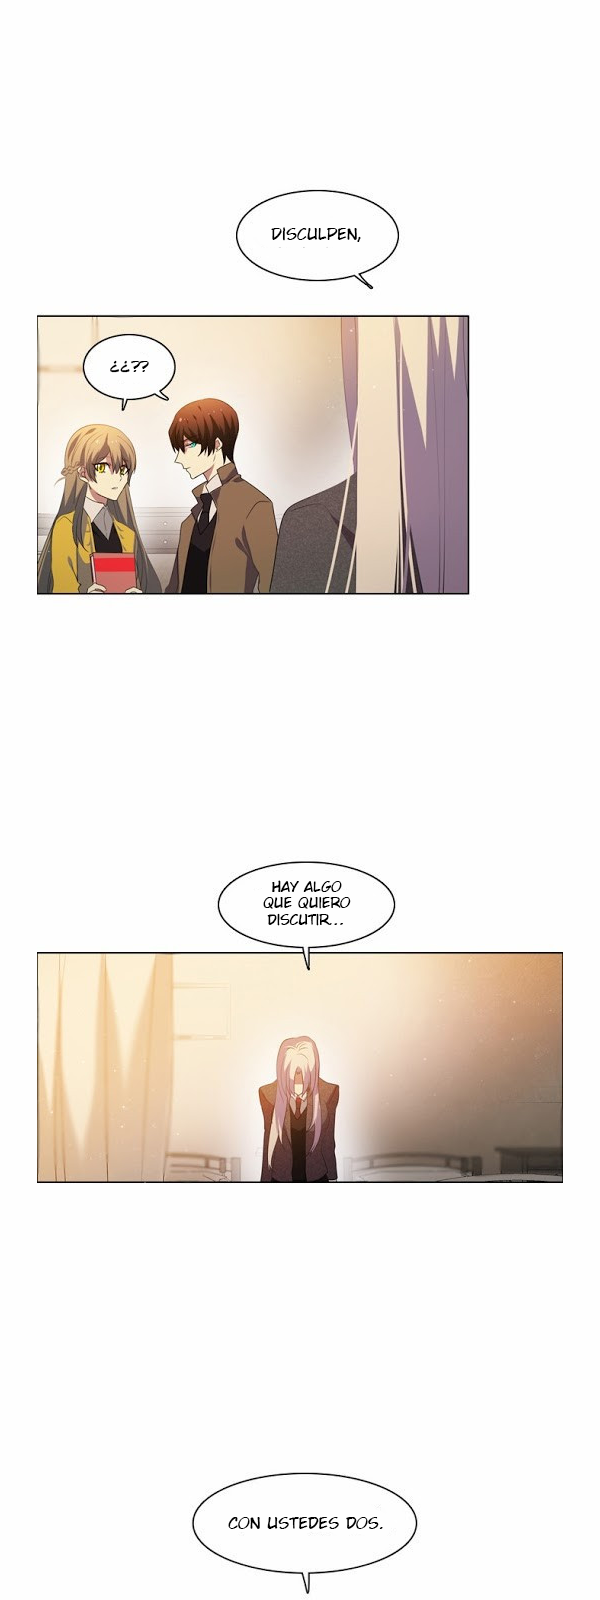 DISCULPEN,
¿¿??
HAY ALGO
QUE QUIERO
DISCUTIR...
CON USTEDES DOS.